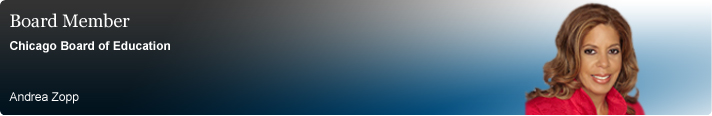 Board Member
Chicago Board of Education
Andrea Zopp